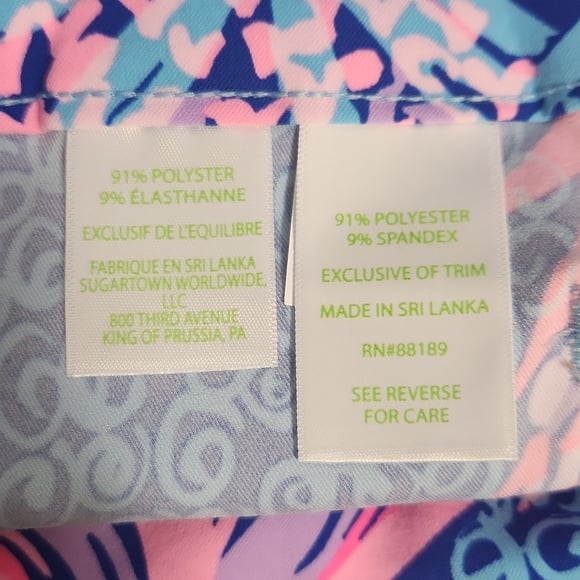 91% POLYSTER
9% ÉLASTHANNE
EXCLUSIF DE L'EQUILIBRE
FABRIQUE EN SRI LANKA
SUGARTOWN WORLDWIDE,
LLC
800 THIRD AVENUE
KING OF PRUSSIA, PA
91% POLYESTER
9% SPANDEX
EXCLUSIVE OF TRIM
MADE IN SRI LANKA
RN#88189
SEE REVERSE
FOR CARE